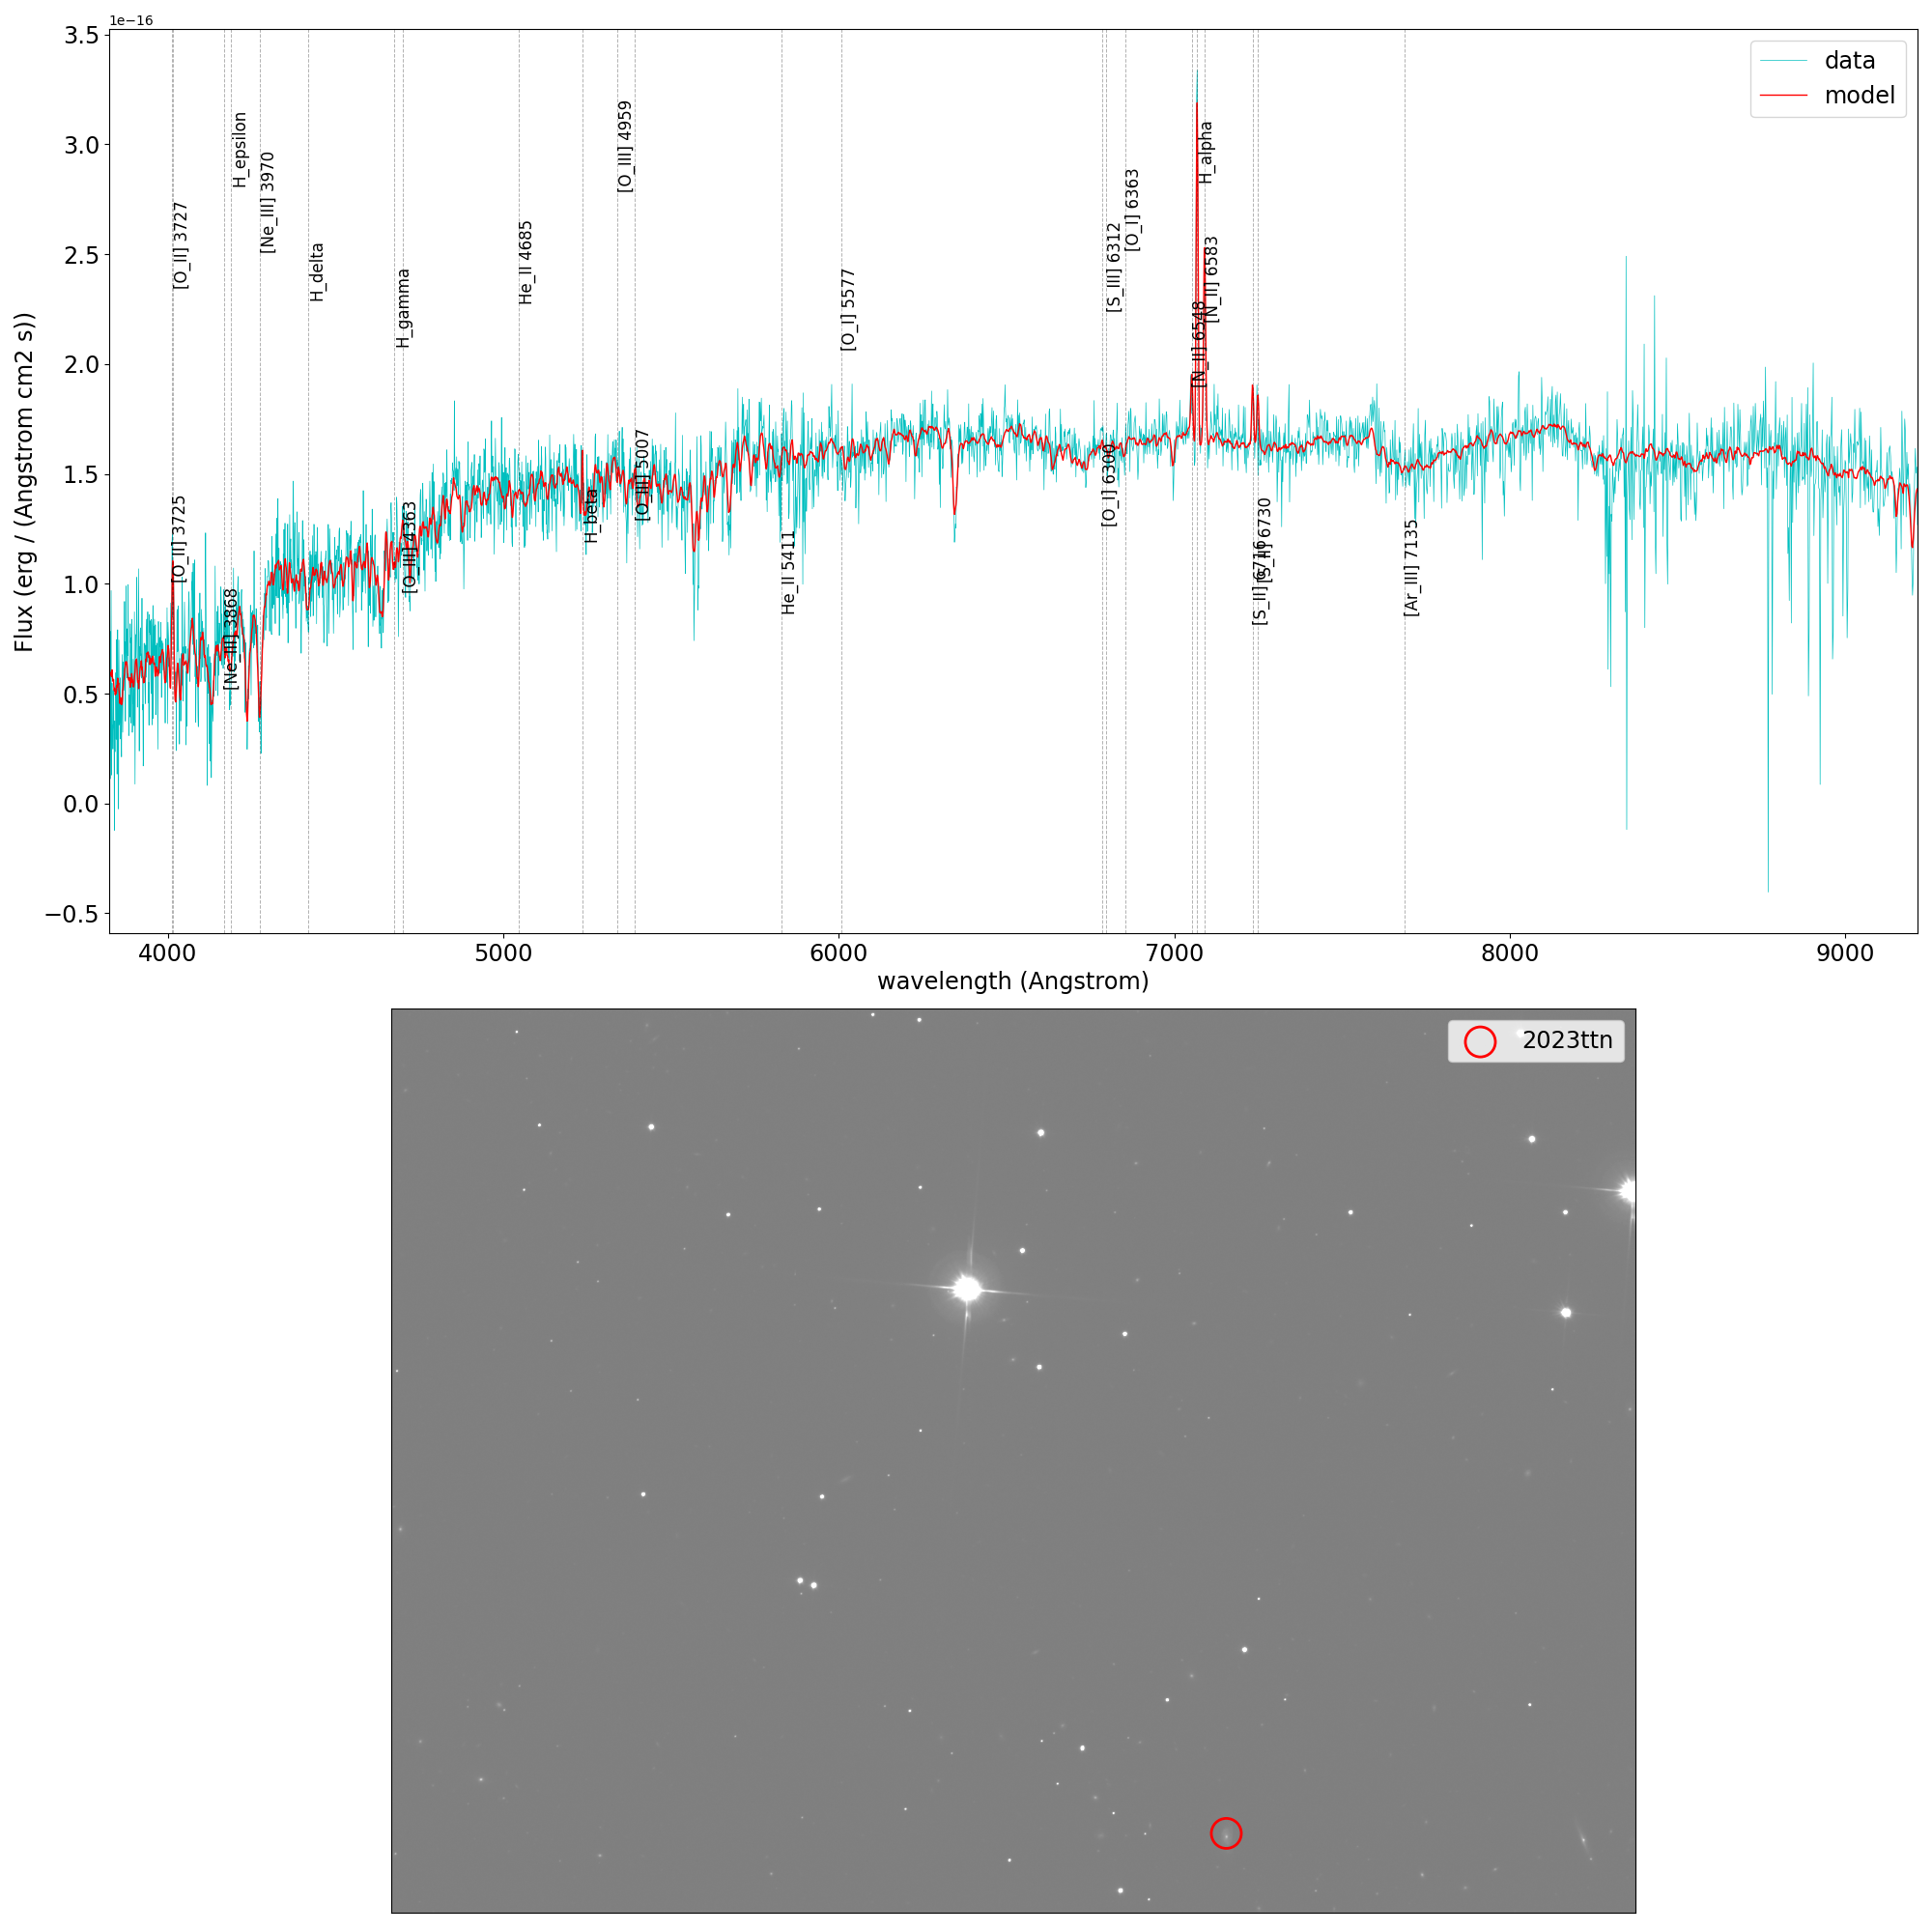 1e−16
3.5
3.0
2.5
2.0
1.5
1.0
0.5
0.0
−0.5
Flux (erg / (Angstrom cm2 s))
data
model
[O_II] 3725
[O_II] 3727
[Ne_III] 3868
H_epsilon
[Ne_III] 3970
H_delta
H_gamma
[O_III] 4363
He_II 4685
H_beta
[O_III] 4959
[O_III] 5007
He_II 5411
[O_I] 5577
[O_I] 6300
[S_III] 6312
[O_I] 6363
[N_II] 6548
H_alpha
[N_II] 6583
[S_II] 6716
[S_II] 6730
[Ar_III] 7135
4000
5000
6000
7000
8000
9000
wavelength (Angstrom)
2023ttn